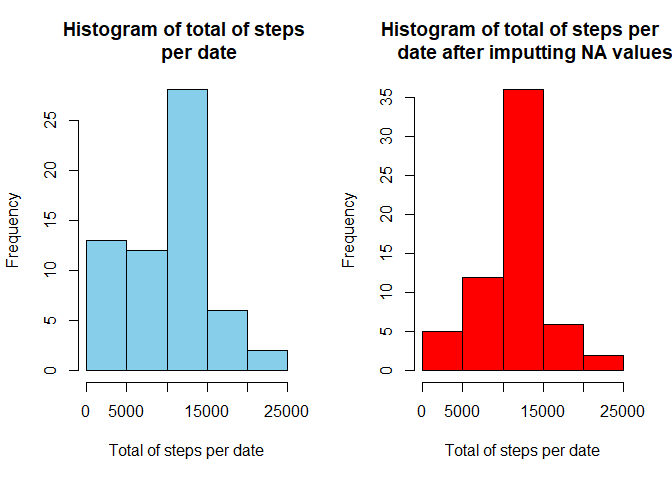 Histogram of total of steps
per date
Frequency
0
5
10
15
20
25
0 5000 15000 25000
Total of steps per date
Histogram of total of steps per
date after imputting NA values
Frequency
0
5
10
15
20
25
30
35
0 5000 15000 25000
Total of steps per date